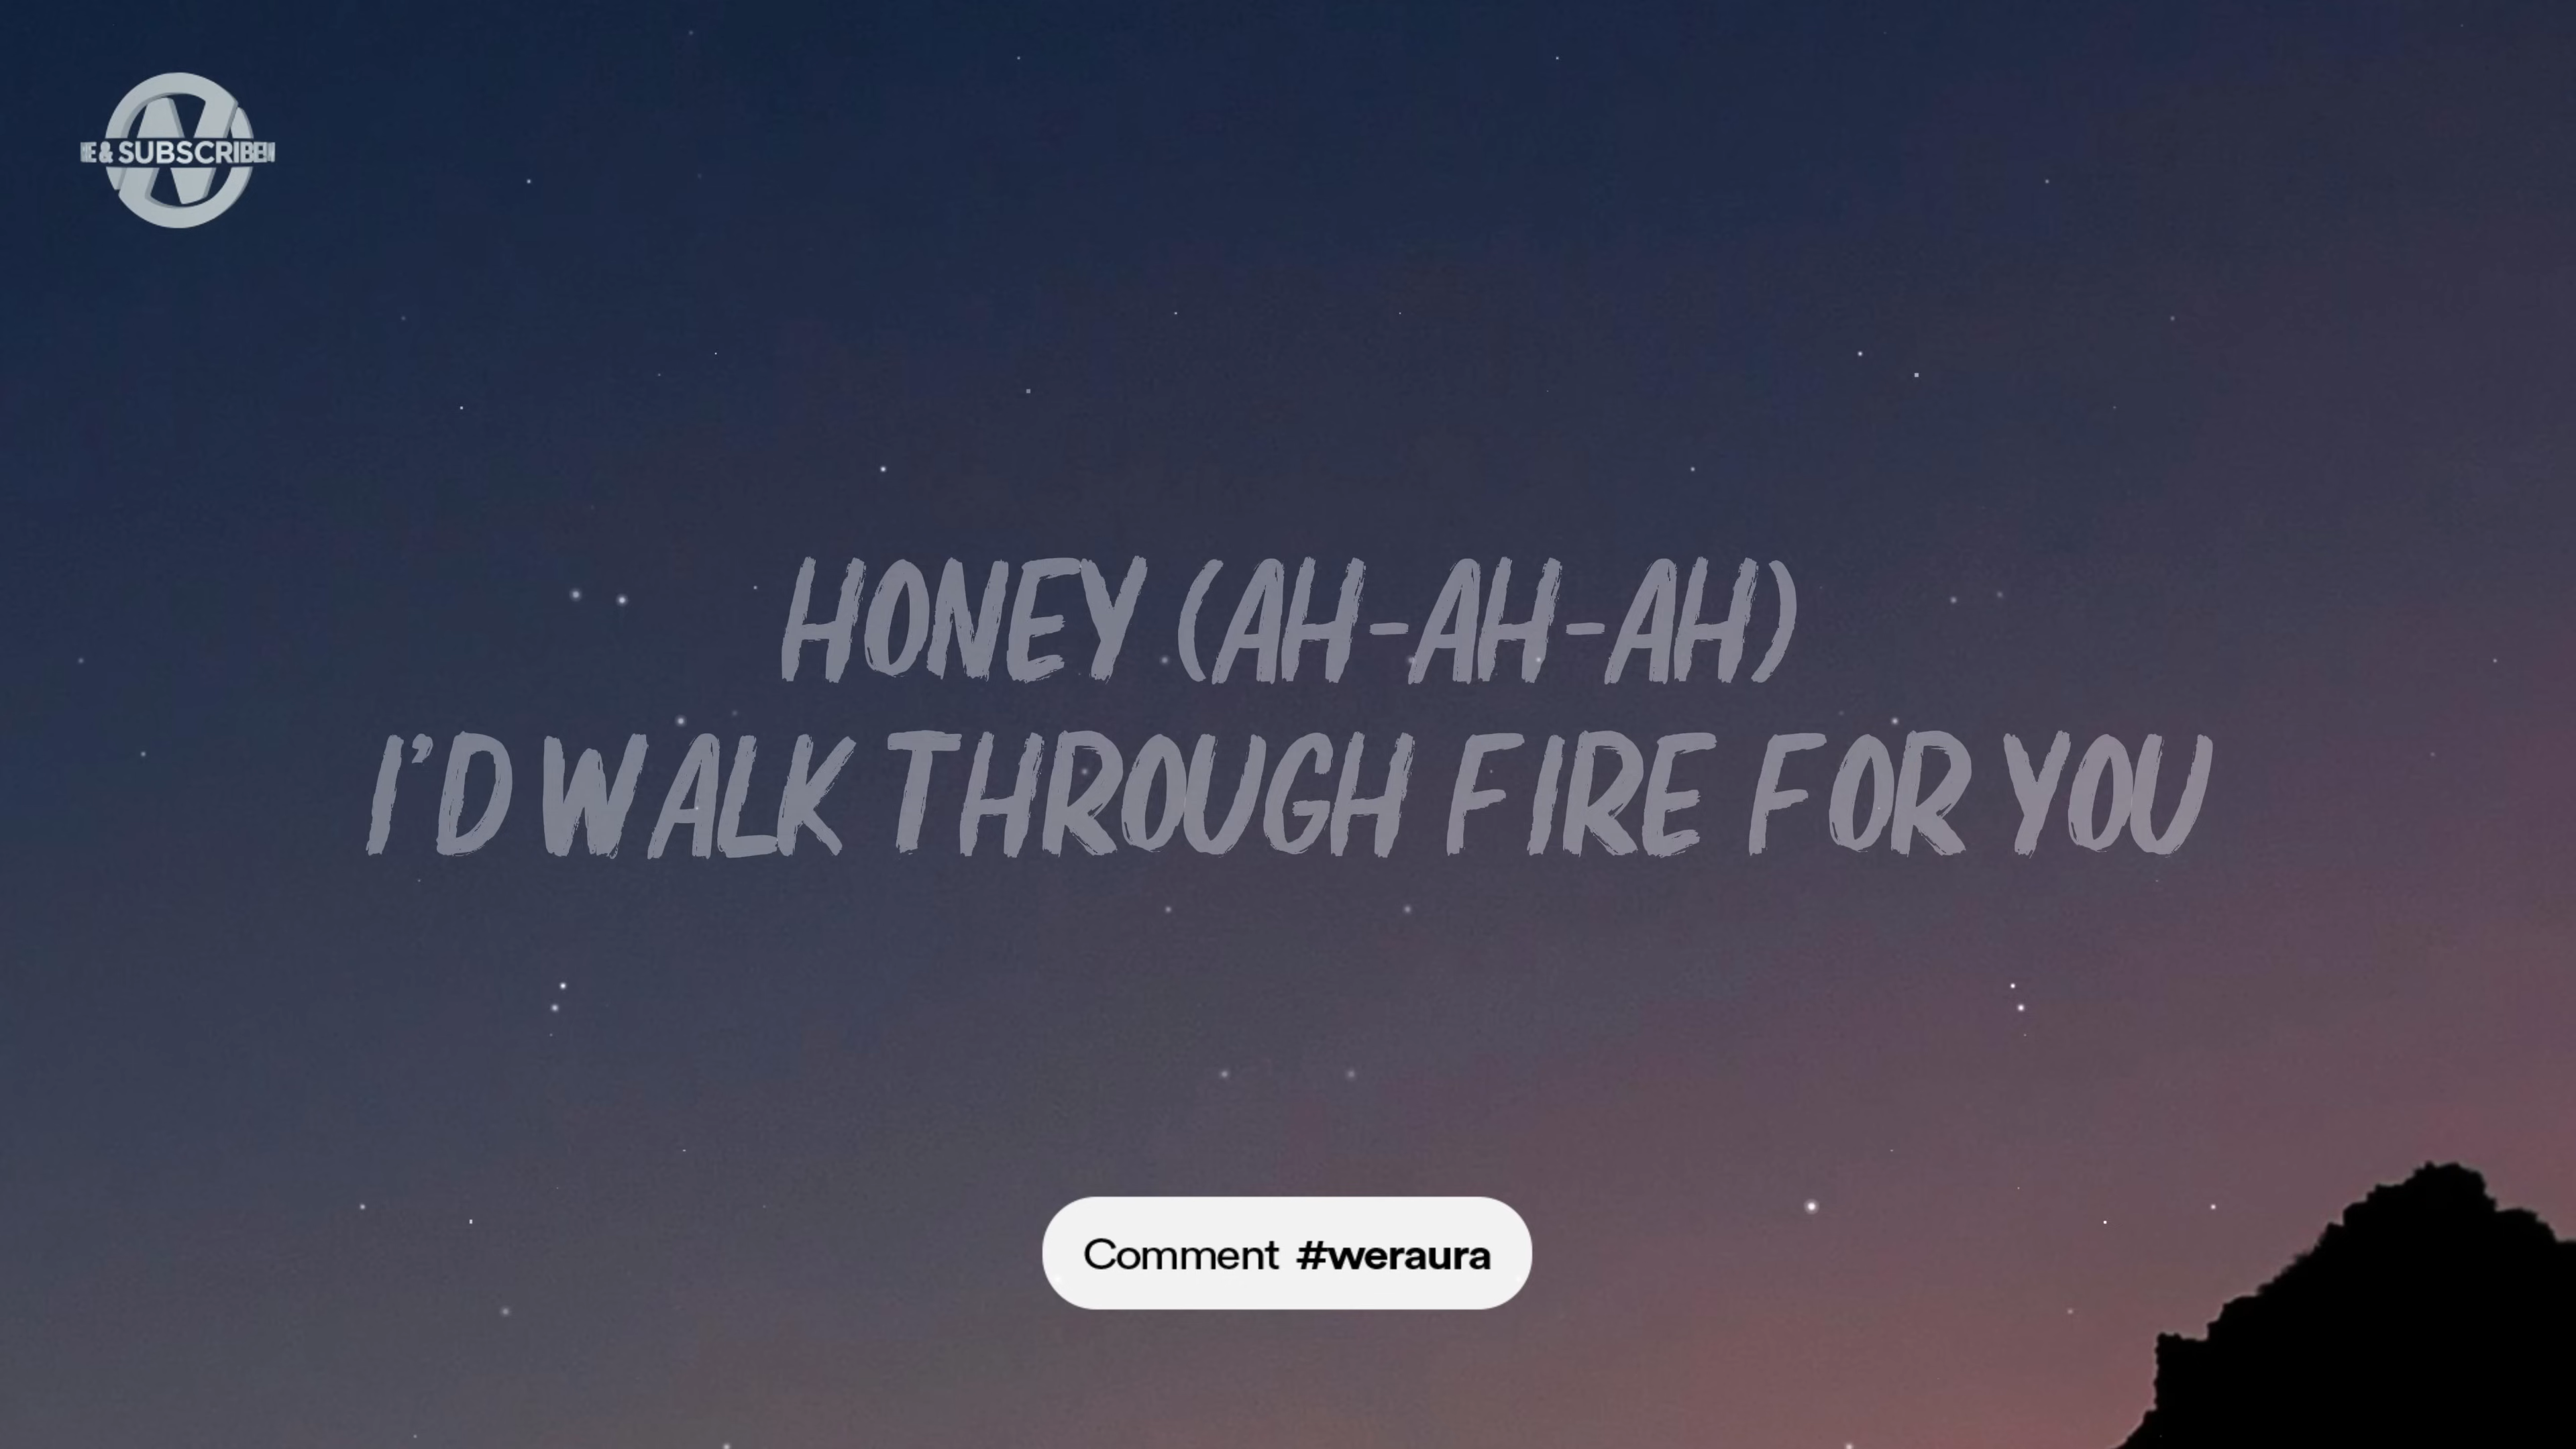 & SUBSCRIBE
HONEY (AH-AH-AH)
I'D WALK THROUGH FIRE FOR YOU
Comment #weraura